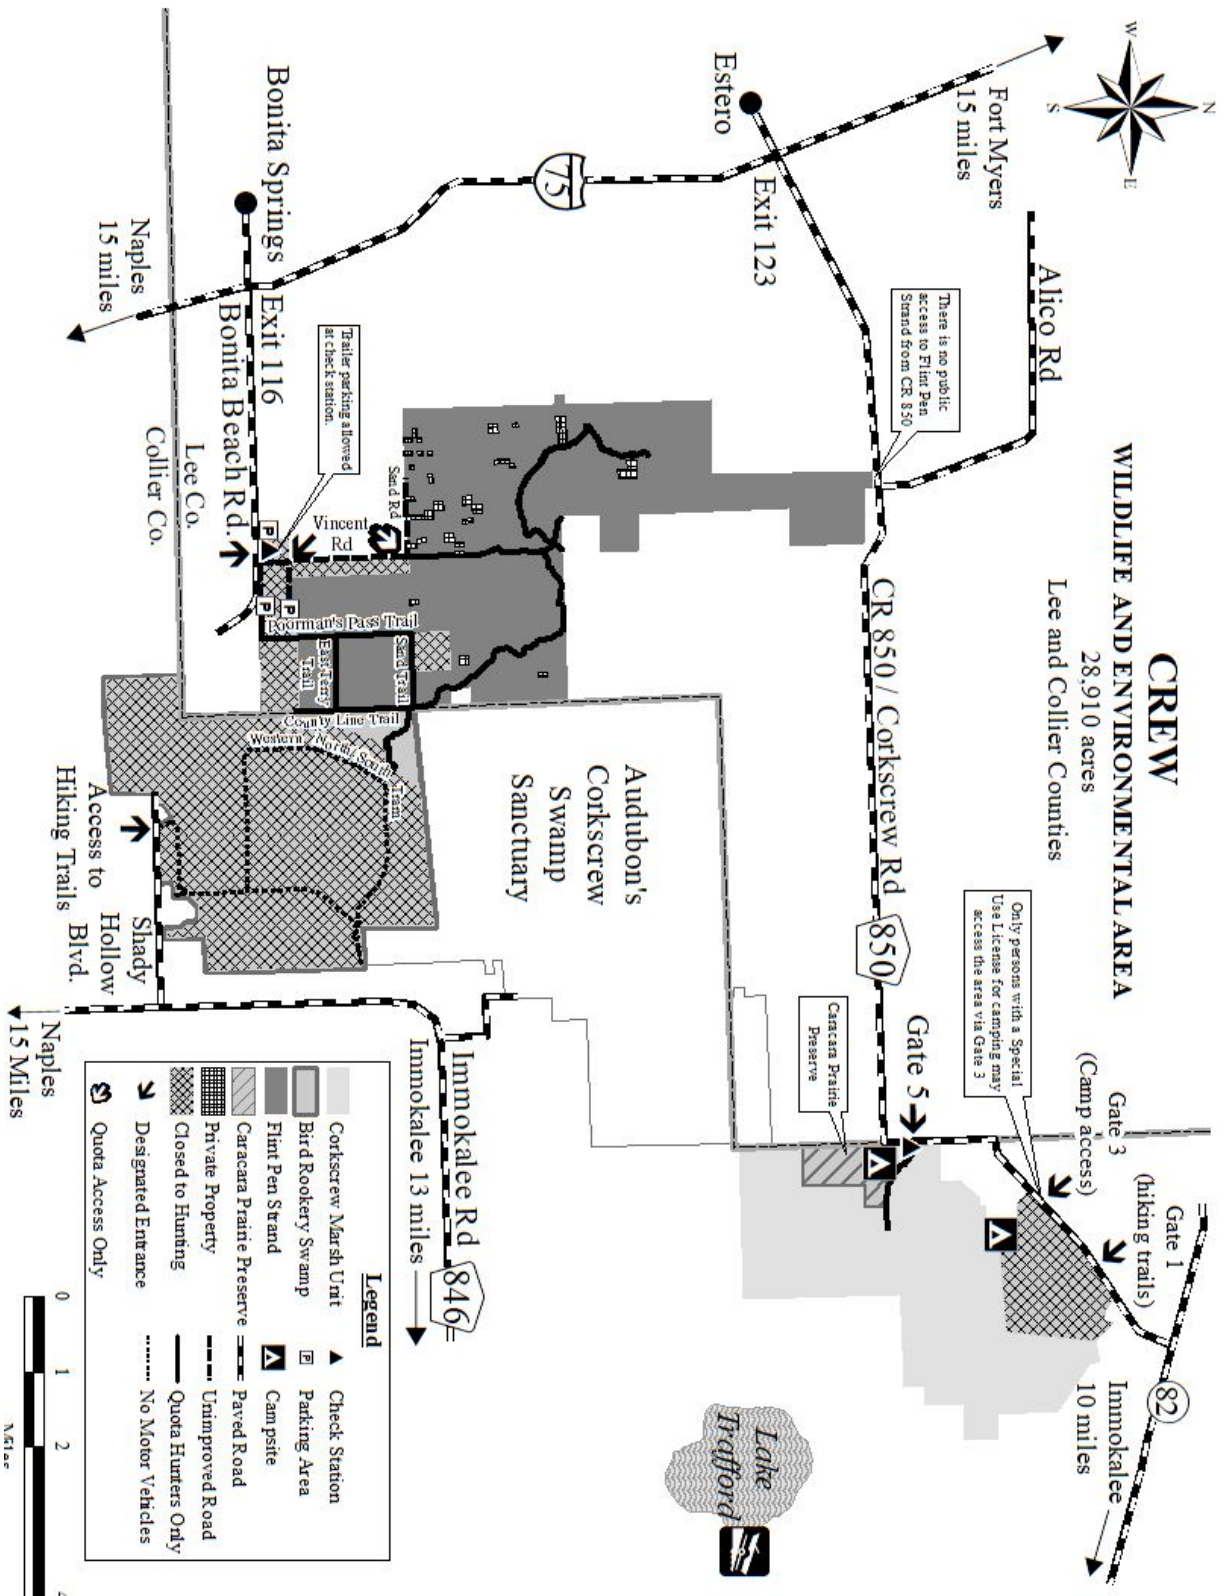 CREW
WILDLIFE AND ENVIRONMENTAL AREA
28,910 acres
Lee and Collier Counties
N
W
E
S
Fort Myers
15 miles
Alico Rd
Estero
Exit 123
There is no public
access to Flint Pen
Strand from CR 850
CR 850 / Corkscrew Rd
850
Only persons with a Special
Use License for camping may
access the area via Gate 3
Gate 3
(Camp access)
Gate 1
(hiking trails)
82
Immokalee
10 miles
Gate 5
Caracara Prairie
Preserve
Lake
Trafford
75
Audubon's
Corkscrew
Swamp
Sanctuary
Bonita Springs
Exit 116
Bonita Beach Rd.
Naples
15 miles
Trailer parking allowed
at check station.
Sand Rd
Vincent
Rd
P
P
P
Poorman's Pass Trail
Sand Trail
East Terry
Trail
County Line Trail
Western North/South Tram
Lee Co.
Collier Co.
Access to
Hiking Trails
Shady
Hollow
Blvd.
Naples
15 Miles
Immokalee Rd
846
Immokalee 13 miles
Legend
Corkscrew Marsh Unit
Bird Rookery Swamp
Flint Pen Strand
Caracara Prairie Preserve
Private Property
Closed to Hunting
Designated Entrance
Quota Access Only
Check Station
P Parking Area
Campsite
Paved Road
Unimproved Road
Quota Hunters Only
No Motor Vehicles
0 1 2 4
Miles